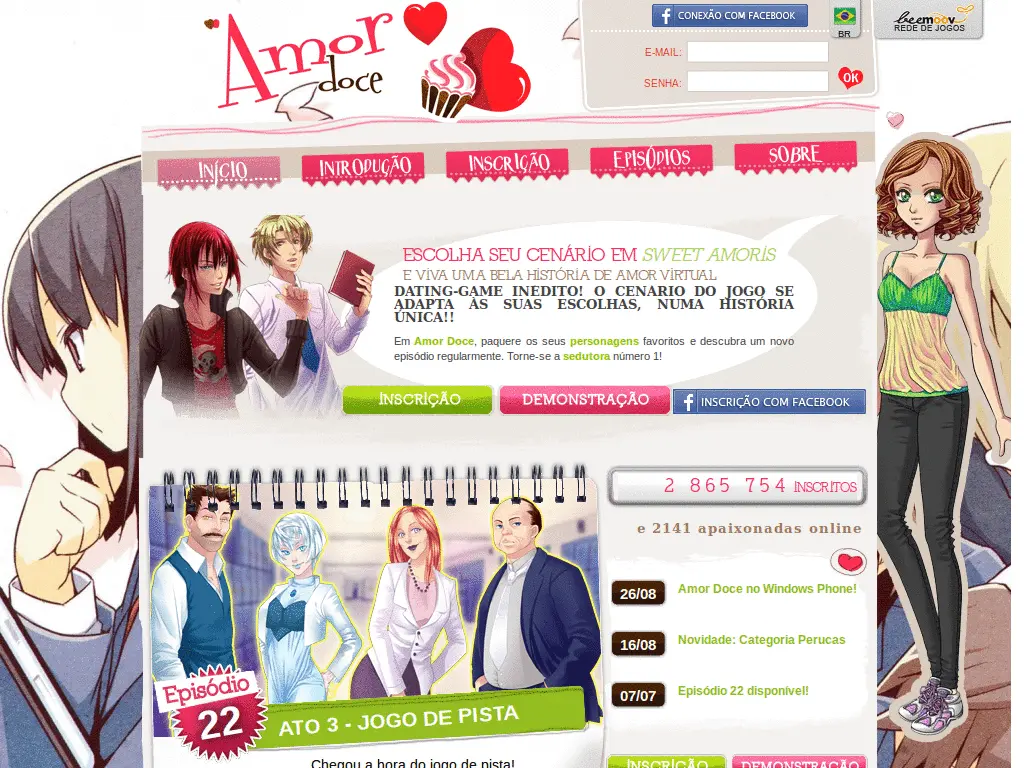 Amor
doce
CONEXÃO COM FACEBOOK
BR
beemoov
REDE DE JOGOS
E-MAIL:
SENHA:
OK
INÍCIO
INTRODUÇÃO
INSCRIÇÃO
EPISÓDIOS
SOBRE
ESCOLHA SEU CENÁRIO EM SWEET AMORIS
E VIVA UMA BELA HISTÓRIA DE AMOR VIRTUAL
DATING-GAME INEDITO! O CENARIO DO JOGO SE
ADAPTA ÀS SUAS ESCOLHAS, NUMA HISTÓRIA
ÚNICA!!
Em Amor Doce, paquere os seus personagens favoritos e descubra um novo
episódio regularmente. Torne-se a sedutora número 1!
INSCRIÇÃO
DEMONSTRAÇÃO
INSCRIÇÃO COM FACEBOOK
2 865 754 INSCRITOS
e 2141 apaixonadas online
26/08 Amor Doce no Windows Phone!
16/08 Novidade: Categoria Perucas
07/07 Episódio 22 disponível!
Episódio
22
ATO 3 - JOGO DE PISTA
Chegou a hora do jogo de pista!
INSCRIÇÃO
DEMONSTRAÇÃO